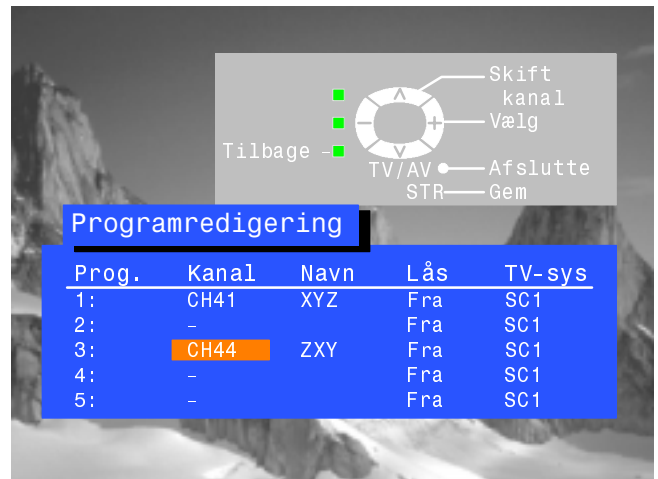 Skift
kanal
Vælg
Tilbage –
TV/AV
Afslutte
STR
Gem
Programredigering
Prog. Kanal Navn Lås TV-sys
1: CH41 XYZ Fra SC1
2: – Fra SC1
3: CH44 ZXY Fra SC1
4: – Fra SC1
5: – Fra SC1